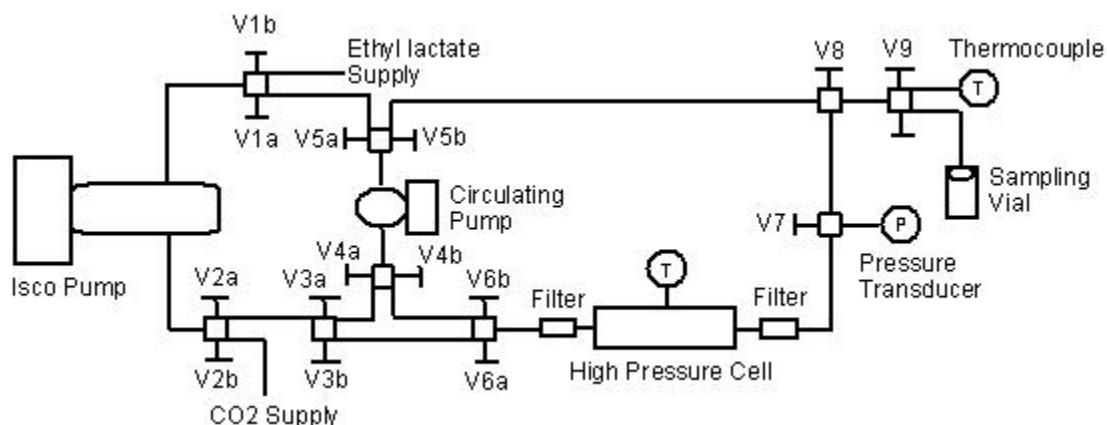 V1b
Ethyl lactate
Supply
V8
V9
Thermocouple
T
V1a
V5a
V5b
Circulating
Pump
Sampling
Vial
V7
P
Pressure
Transducer
Isco Pump
V2a
V3a
V4a
V4b
V6b
Filter
T
Filter
High Pressure Cell
V2b
V3b
V6a
CO2 Supply